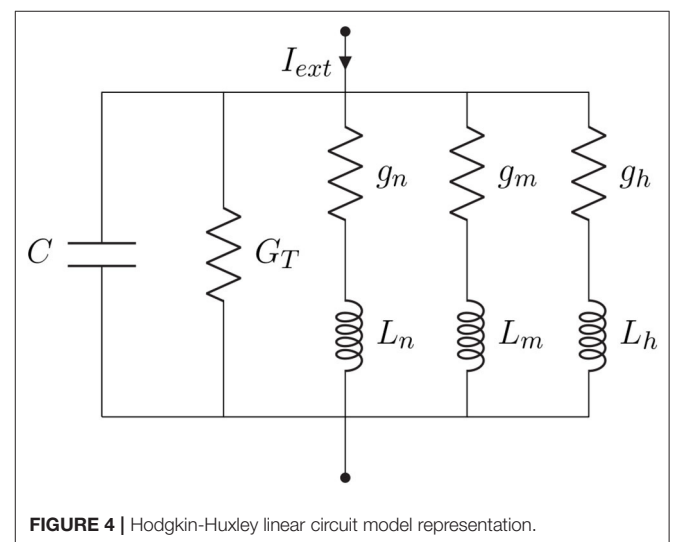 I_ext
g_n g_m g_h
C G_T
L_n L_m L_h
FIGURE 4 | Hodgkin-Huxley linear circuit model representation.